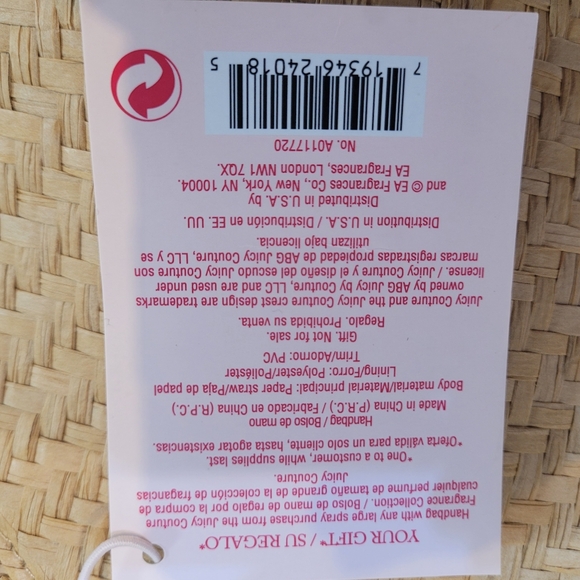 YOUR GIFT* / SU REGALO*
Handbag with any large spray purchase from the Juicy Couture
Fragrance Collection. / Bolso de mano de regalo por la compra de
cualquier perfume de tamaño grande de la colección de fragancias
Juicy Couture.
*One to a customer, while supplies last.
*Oferta válida para un solo cliente, hasta agotar existencias.
Handbag / Bolso de mano
Made in China (P.R.C.) / Fabricado en China (R.P.C.)
Body material/Material principal: Paper straw/Paja de papel
Lining/Forro: Polyester/Poliéster
Trim/Adorno: PVC
Gift. Not for sale.
Regalo. Prohibida su venta.
Juicy Couture and the Juicy Couture crest design are trademarks
owned by ABG Juicy Couture, LLC and are used under
license. / Juicy Couture y el diseño del escudo Juicy Couture son
marcas registradas propiedad de ABG Juicy Couture, LLC y se
utilizan bajo licencia.
Distribution in U.S.A. / Distribución en EE. UU.
Distributed in U.S.A. by
and © EA Fragrances, Co, New York, NY 10004.
EA Fragrances, London NW1 7QX.
No. A0117720
7 19346 24018 5